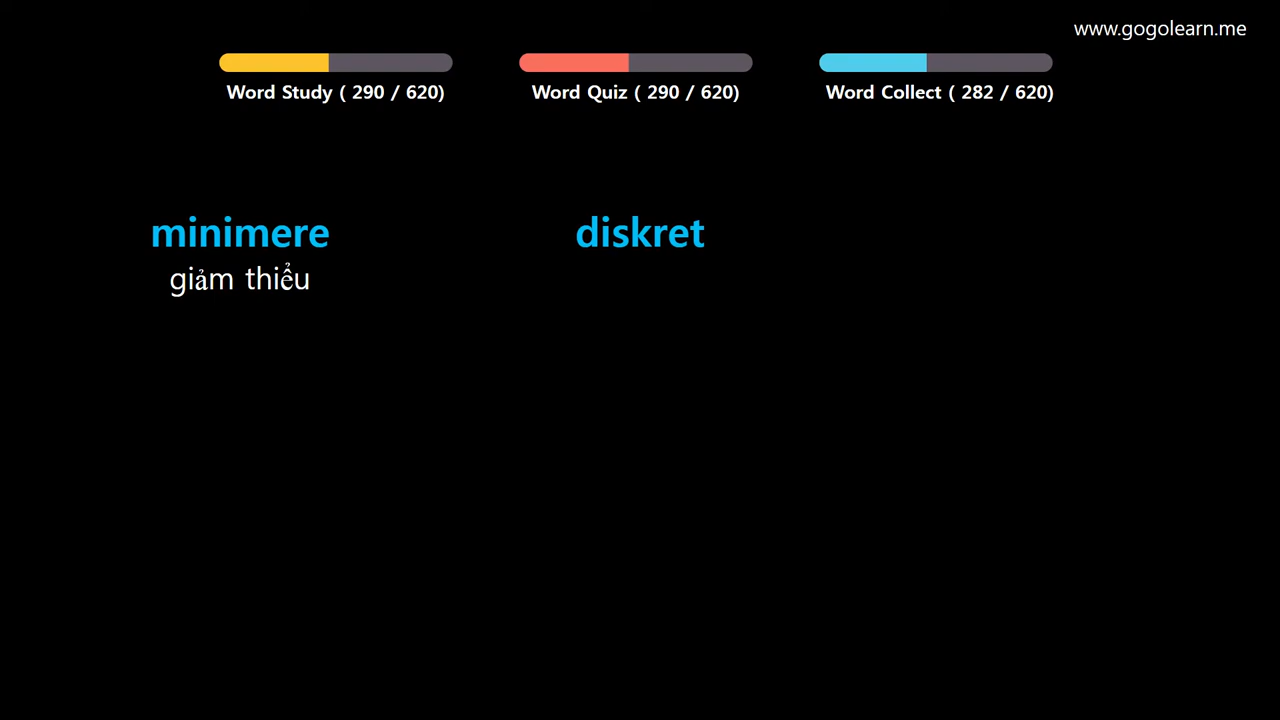 www.gogolearn.me
Word Study ( 290 / 620)
Word Quiz ( 290 / 620)
Word Collect ( 282 / 620)
minimere
giảm thiểu
diskret